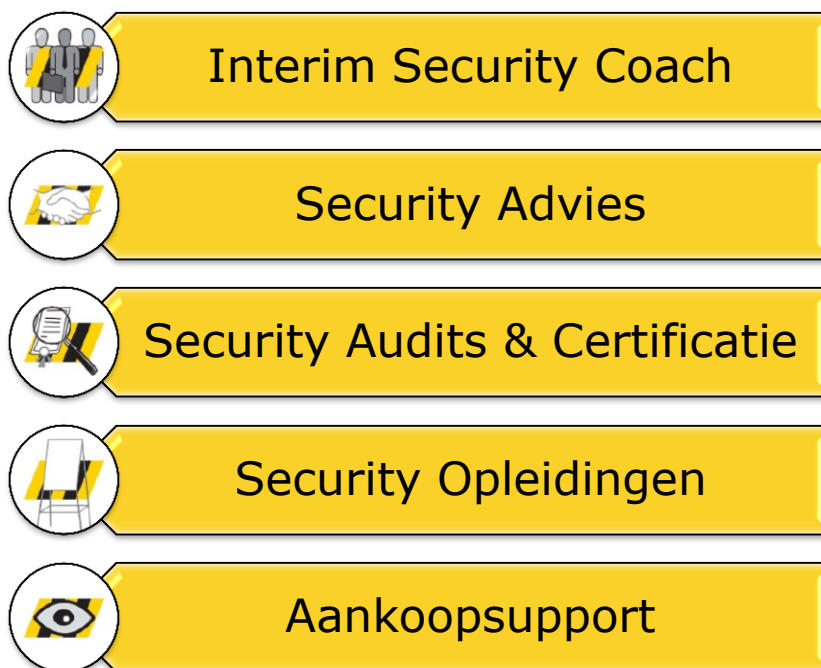 Interim Security Coach
Security Advies
Security Audits & Certificatie
Security Opleidingen
Aankoopsupport